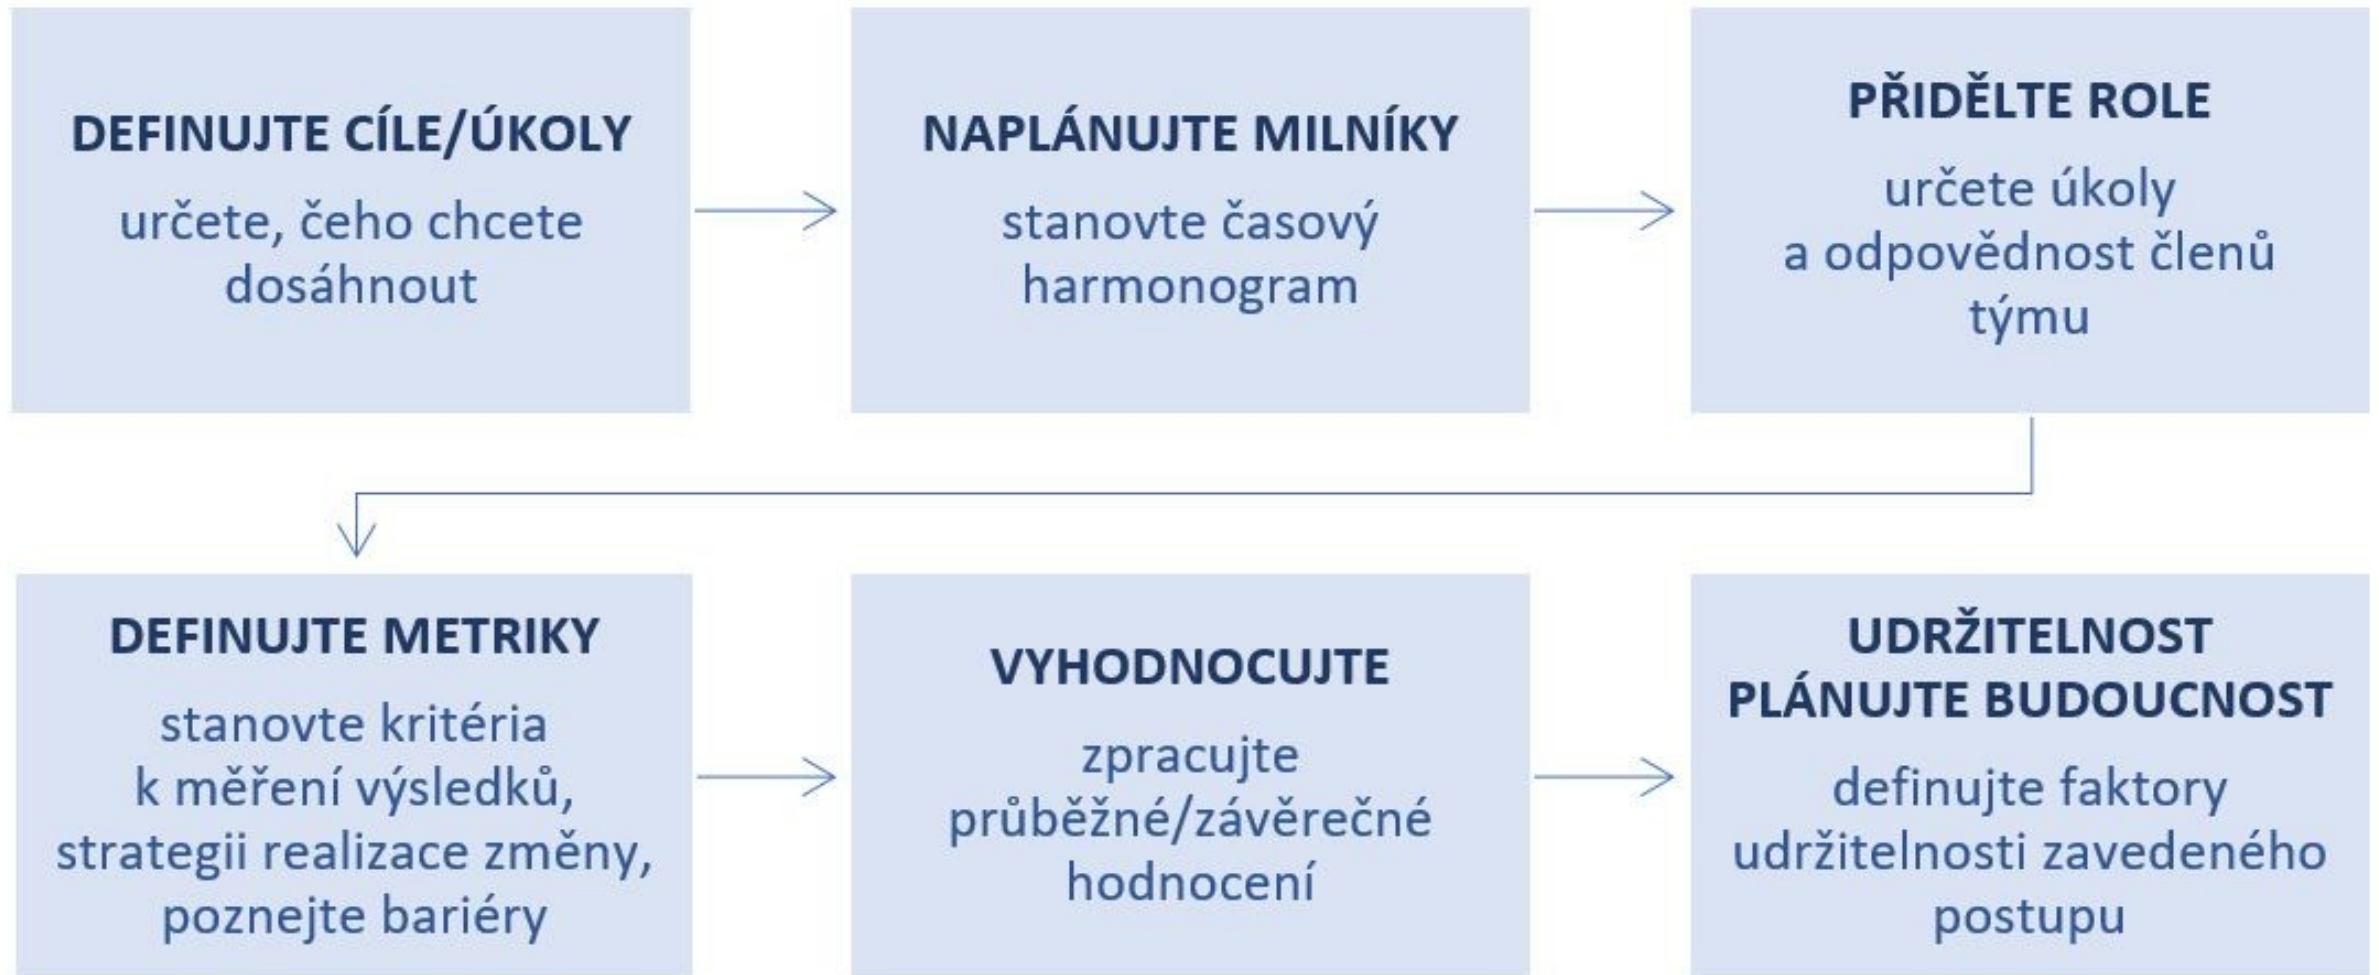 DEFINUJTE CÍLE/ÚKOLY
určete, čeho chcete
dosáhnout
NAPLÁNUJTE MILNÍKY
stanovte časový
harmonogram
PŘIDĚLTE ROLE
určete úkoly
a odpovědnost členů
týmu
DEFINUJTE METRIKY
stanovte kritéria
k měření výsledků,
strategii realizace změny,
poznejte bariéry
VYHODNOCUJTE
zpracujte
průběžné/závěrečné
hodnocení
UDRŽITELNOST
PLÁNUJTE BUDOUCNOST
definujte faktory
udržitelnosti zavedeného
postupu